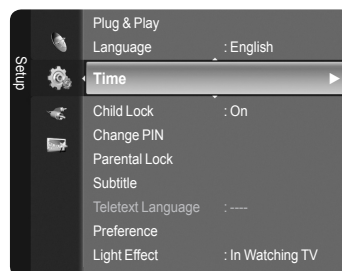 Setup
Plug & Play
Language : English
Time
Child Lock : On
Change PIN
Parental Lock
Subtitle
Teletext Language : ----
Preference
Light Effect : In Watching TV